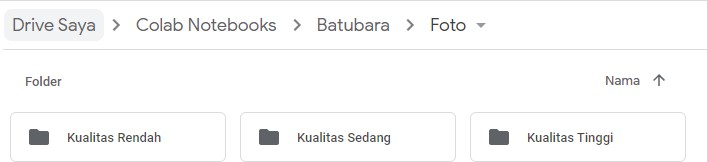 Drive Saya > Colab Notebooks > Batubara > Foto
Folder Nama
Kualitas Rendah Kualitas Sedang Kualitas Tinggi